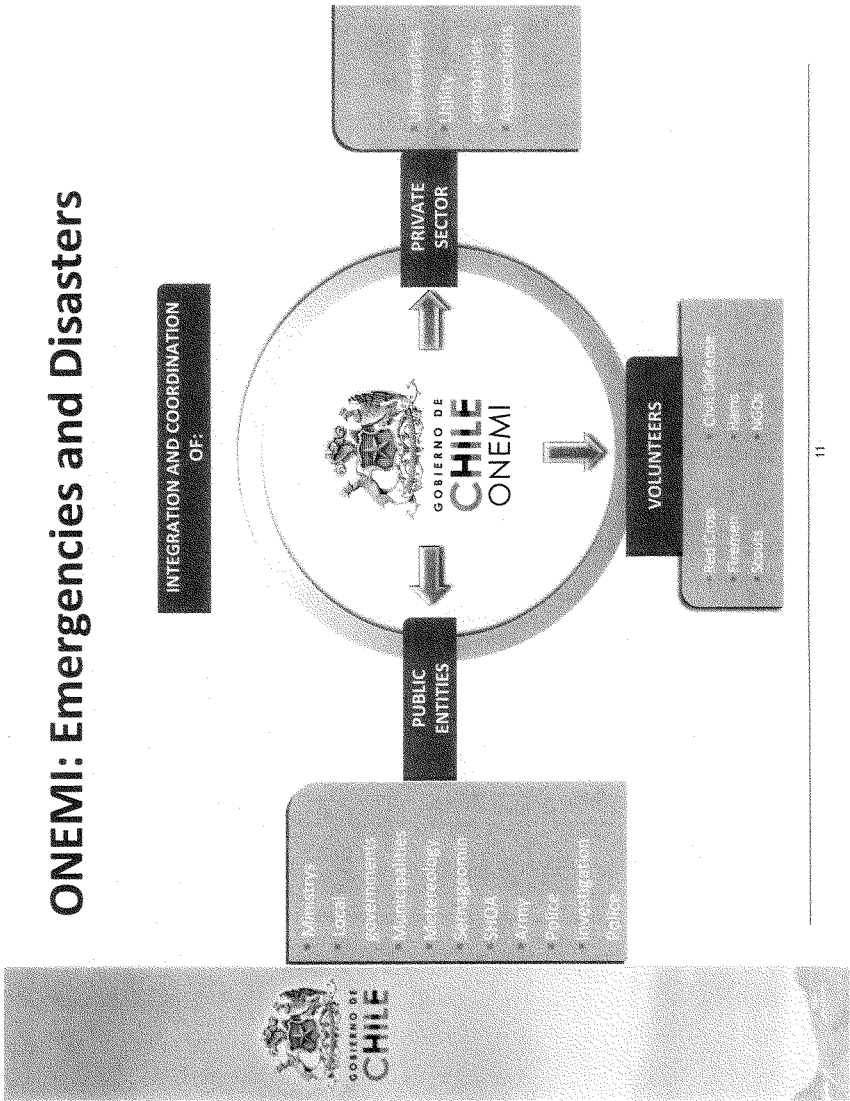 ONEMI: Emergencies and Disasters
INTEGRATION AND COORDINATION
OF:
PUBLIC
ENTITIES
Ministrys
Local
governments
Municipalities
Metereology
Sernageomin
SHOA
Army
Police
Investigation
Police
GOBIERNO DE
CHILE
ONEMI
PRIVATE
SECTOR
Universities
Utility
companies
Associations
VOLUNTEERS
Red Cross
Fireman
Scouts
Civil Defense
Hams
NGOs
GOBIERNO DE
CHILE
11